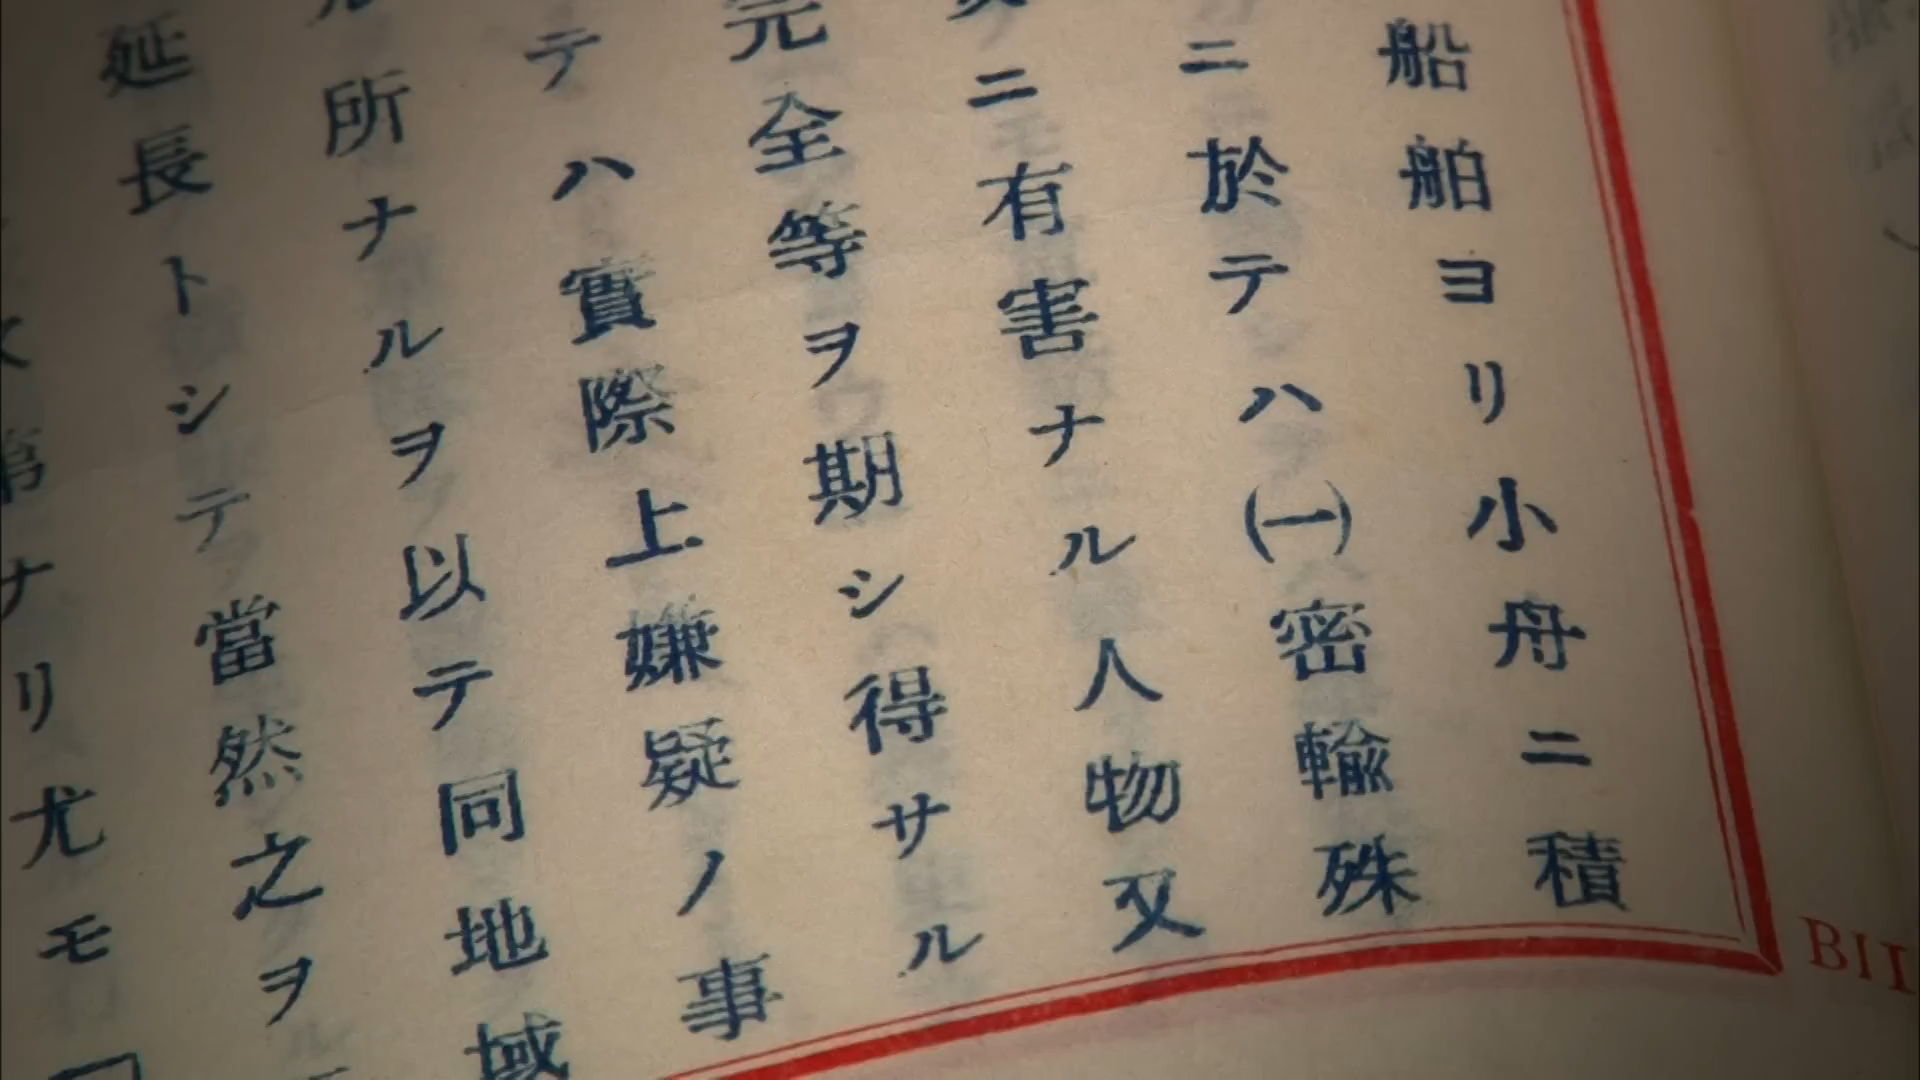 船舶ヨリ小舟ニ積
ニ於テハ(一)密輸殊
ニ有害ナル人物又
完全等ヲ期シ得サル
テハ實際上嫌疑ノ事
ル所ナルヲ以テ同地域
延長トシテ當然之ヲ
第ナリ尤モ
BII